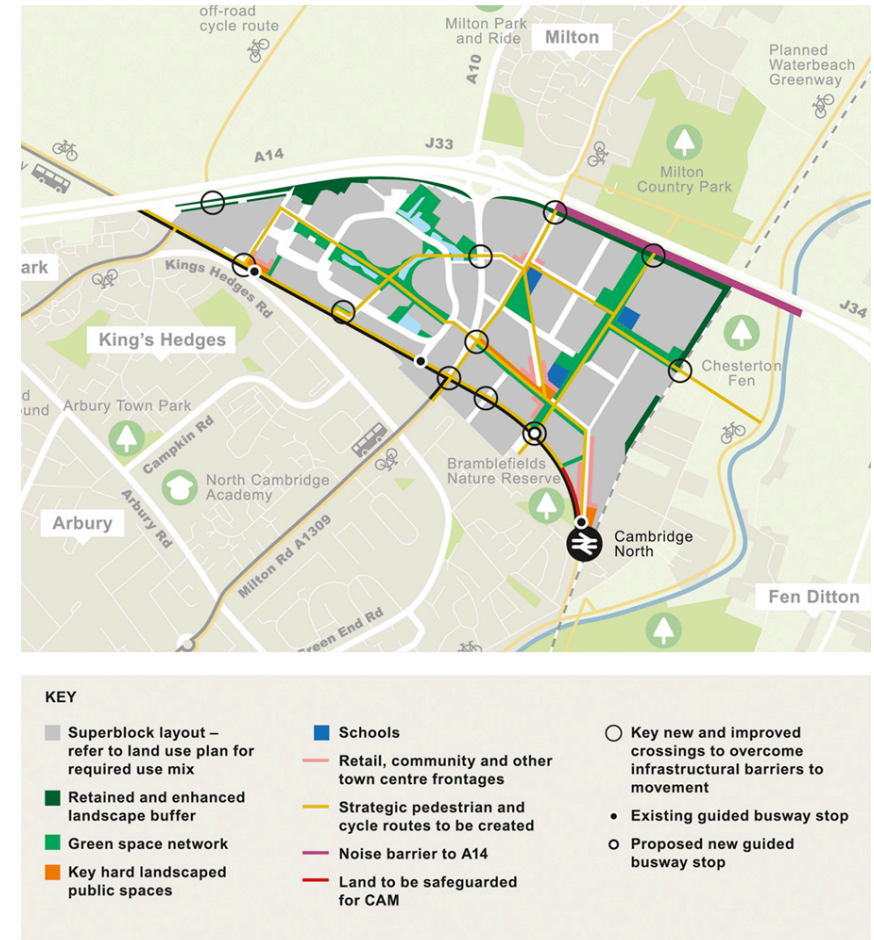 off-road
cycle route
Milton Park
and Ride
Milton
A10
Planned
Waterbeach
Greenway
J33
A14
Milton
Country Park
ark
Kings Hedges Rd
J34
King's Hedges
Chesterton
Fen
d
ound
Arbury Town Park
Campkin Rd
Bramblefields
Nature Reserve
North Cambridge
Academy
Arbury Rd
Arbury
Milton Rd A1309
Cambridge
North
Fen Ditton
Green End Rd
KEY
Superblock layout –
refer to land use plan for
required use mix
Retained and enhanced
landscape buffer
Green space network
Key hard landscaped
public spaces
Schools
Retail, community and other
town centre frontages
Strategic pedestrian and
cycle routes to be created
Noise barrier to A14
Land to be safeguarded
for CAM
Key new and improved
crossings to overcome
infrastructural barriers to
movement
Existing guided busway stop
Proposed new guided
busway stop